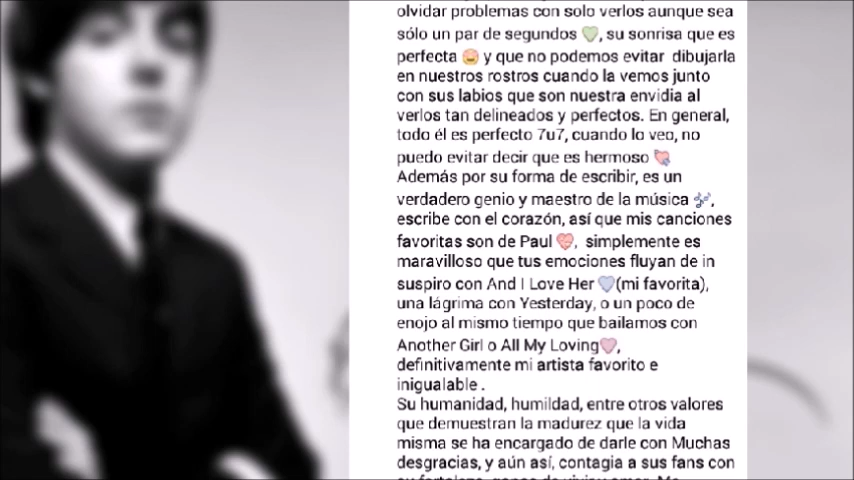 olvidar problemas con solo verlos aunque sea
sólo un par de segundos 💚, su sonrisa que es
perfecta 😊 y que no podemos evitar dibujarla
en nuestros rostros cuando la vemos junto
con sus labios que son nuestra envidia al
verlos tan delineados y perfectos. En general,
todo él es perfecto 7u7, cuando lo veo, no
puedo evitar decir que es hermoso 💘
Además por su forma de escribir, es un
verdadero genio y maestro de la música 🎶,
escribe con el corazón, así que mis canciones
favoritas son de Paul 💖, simplemente es
maravilloso que tus emociones fluyan de in
suspiro con And I Love Her 💙(mi favorita),
una lágrima con Yesterday, o un poco de
enojo al mismo tiempo que bailamos con
Another Girl o All My Loving💗,
definitivamente mi artista favorito e
inigualable .
Su humanidad, humildad, entre otros valores
que demuestran la madurez que la vida
misma se ha encargado de darle con Muchas
desgracias, y aún así, contagia a sus fans con